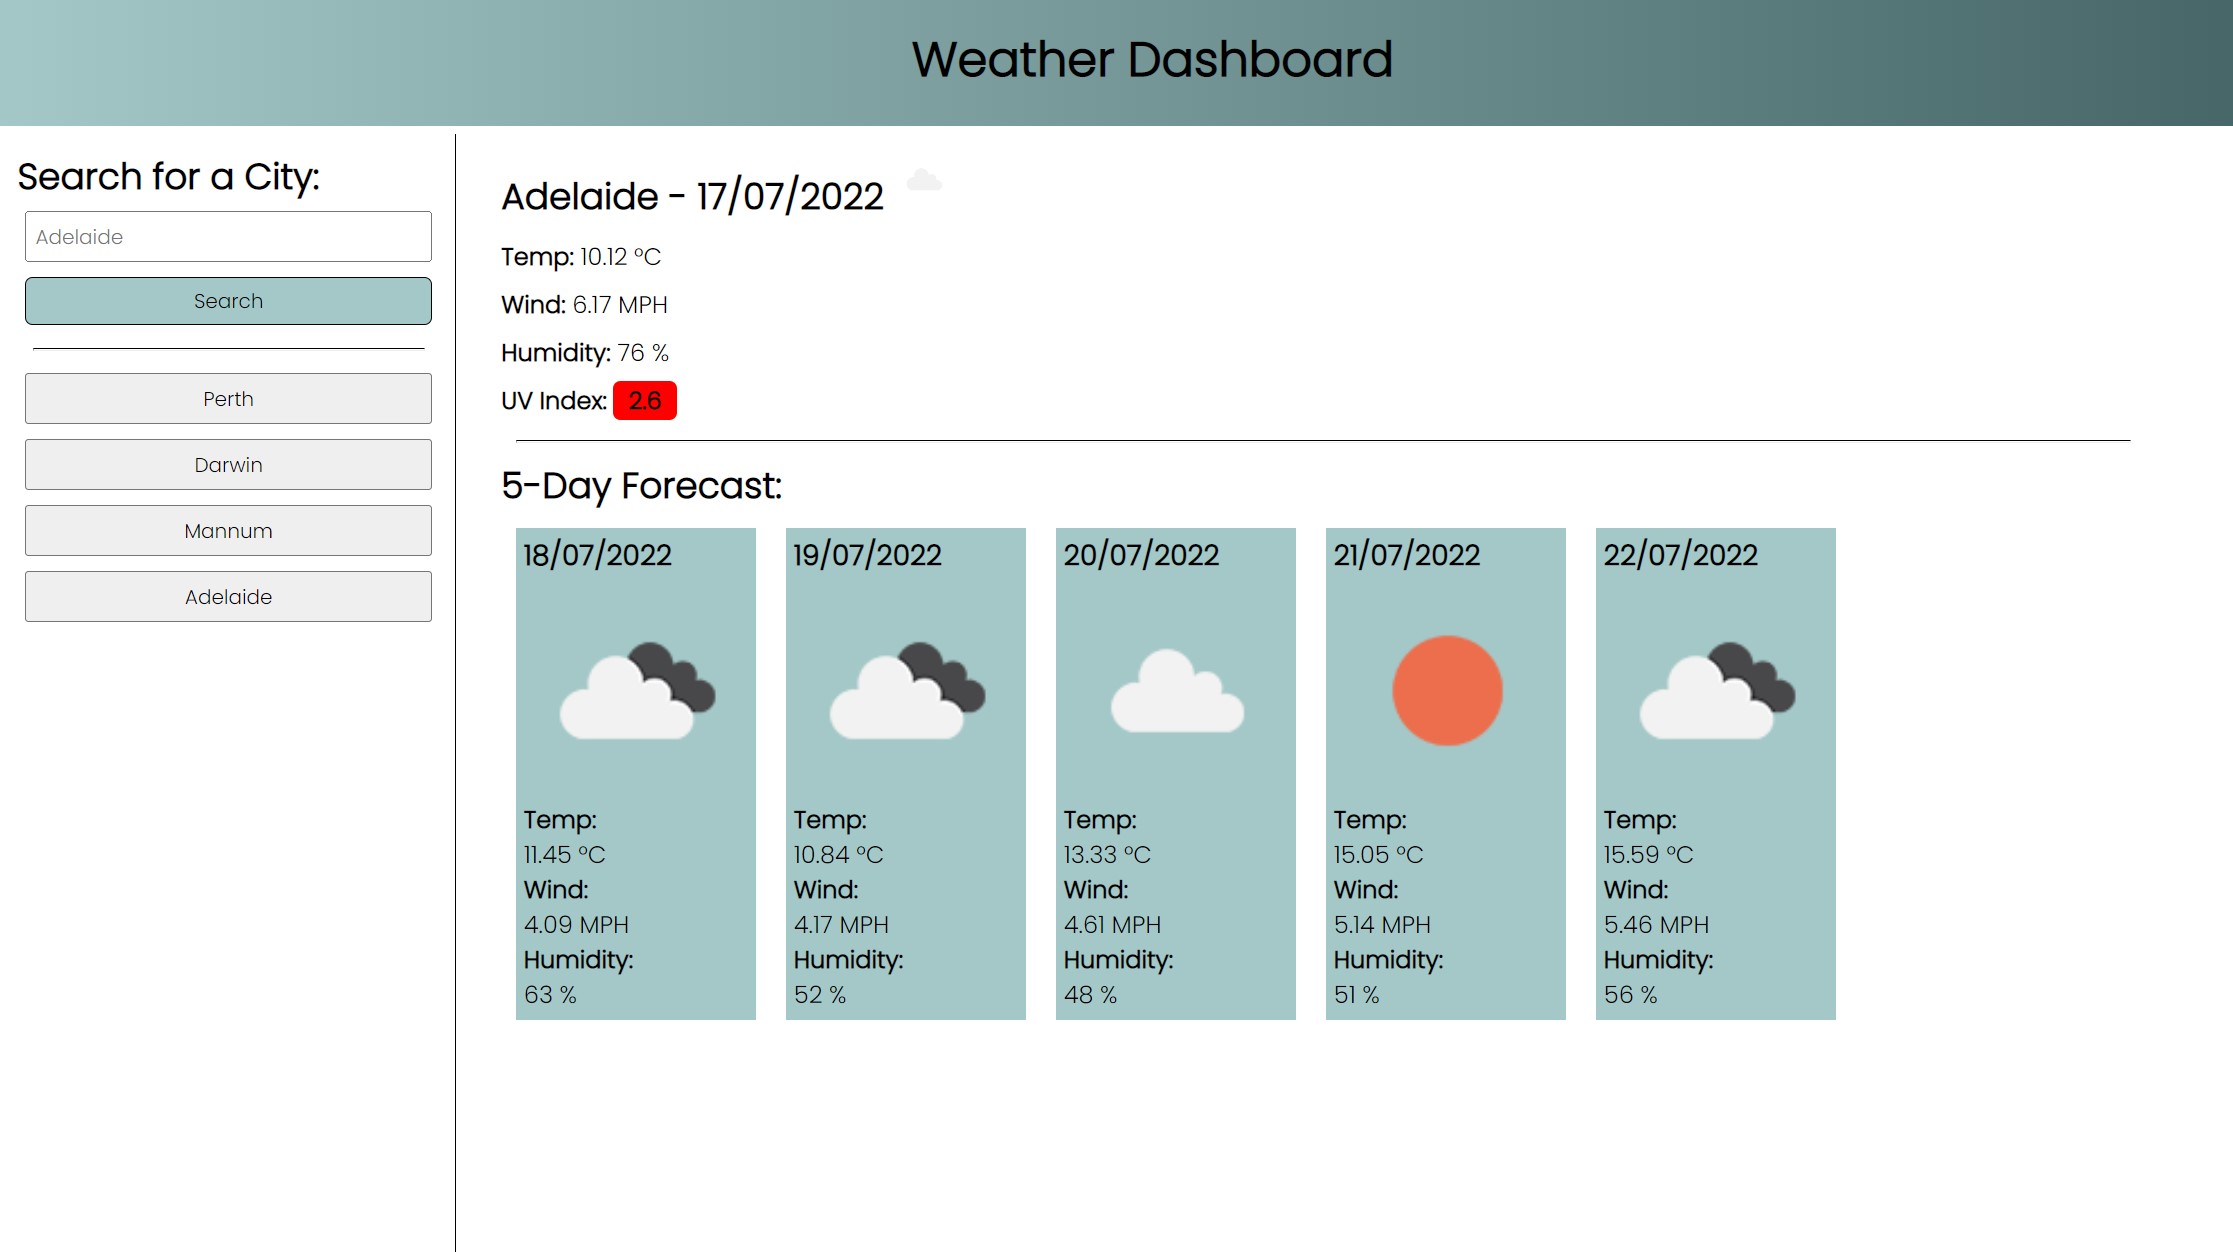 Weather Dashboard
Search for a City:
Adelaide
Search
Perth
Darwin
Mannum
Adelaide
Adelaide - 17/07/2022
Temp: 10.12 °C
Wind: 6.17 MPH
Humidity: 76 %
UV Index: 2.6
5-Day Forecast:
18/07/2022
Temp:
11.45 °C
Wind:
4.09 MPH
Humidity:
63 %
19/07/2022
Temp:
10.84 °C
Wind:
4.17 MPH
Humidity:
52 %
20/07/2022
Temp:
13.33 °C
Wind:
4.61 MPH
Humidity:
48 %
21/07/2022
Temp:
15.05 °C
Wind:
5.14 MPH
Humidity:
51 %
22/07/2022
Temp:
15.59 °C
Wind:
5.46 MPH
Humidity:
56 %